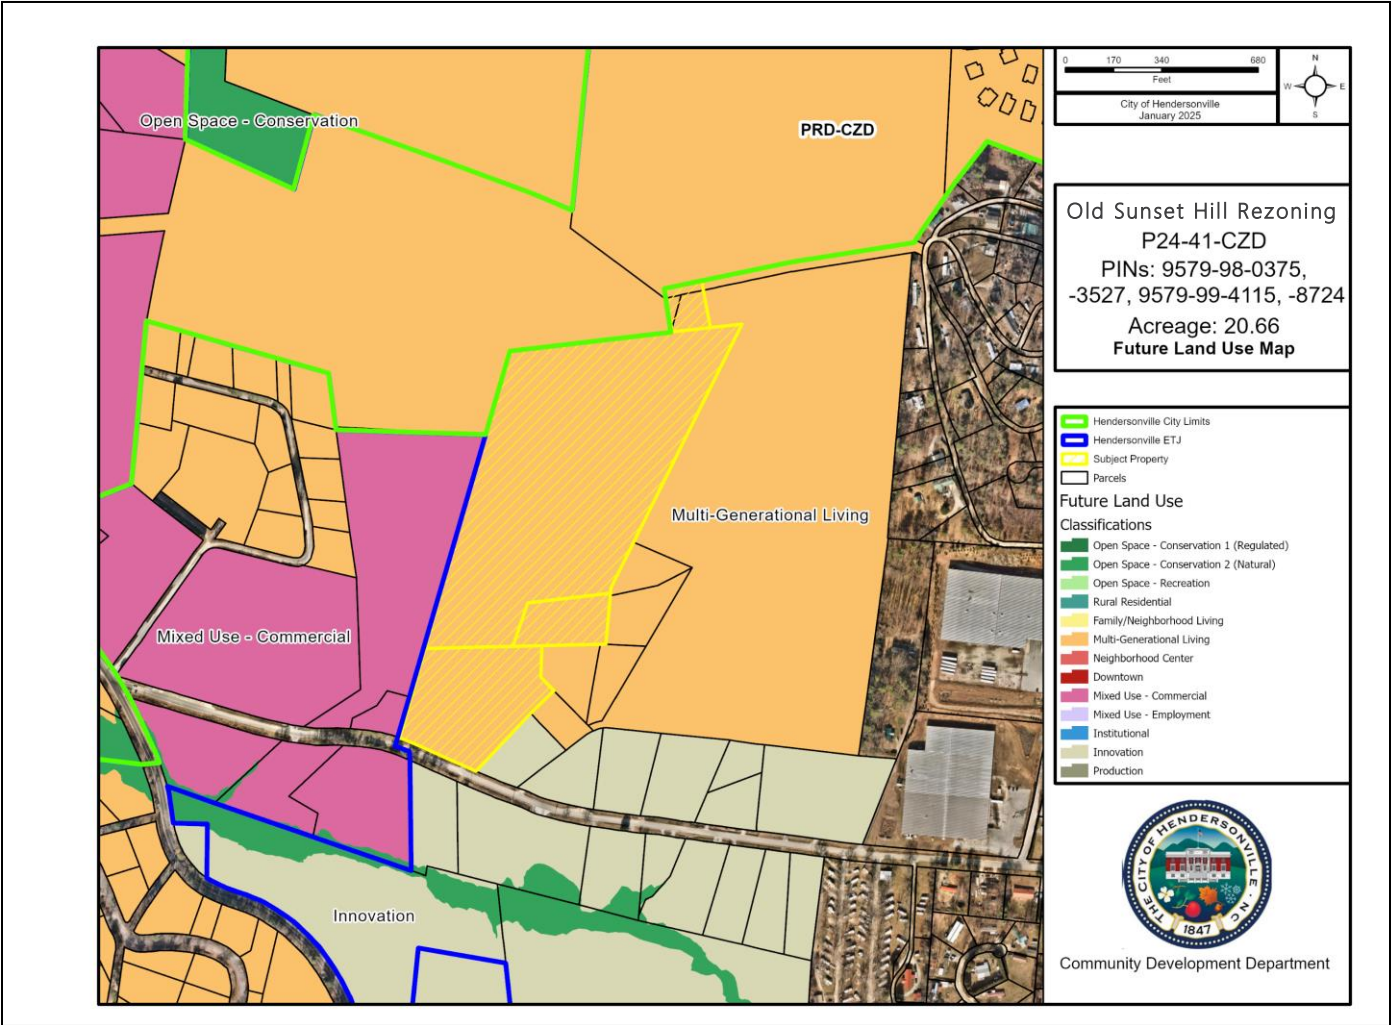 Open Space - Conservation
PRD-CZD
Multi-Generational Living
Mixed Use - Commercial
Innovation
0 170 340 680
Feet
City of Hendersonville
January 2025
N
W E
S
Old Sunset Hill Rezoning
P24-41-CZD
PINs: 9579-98-0375,
-3527, 9579-99-4115, -8724
Acreage: 20.66
Future Land Use Map
Hendersonville City Limits
Hendersonville ETJ
Subject Property
Parcels
Future Land Use
Classifications
Open Space - Conservation 1 (Regulated)
Open Space - Conservation 2 (Natural)
Open Space - Recreation
Rural Residential
Family/Neighborhood Living
Multi-Generational Living
Neighborhood Center
Downtown
Mixed Use - Commercial
Mixed Use - Employment
Institutional
Innovation
Production
THE CITY OF HENDERSONVILLE, NC
1847
Community Development Department